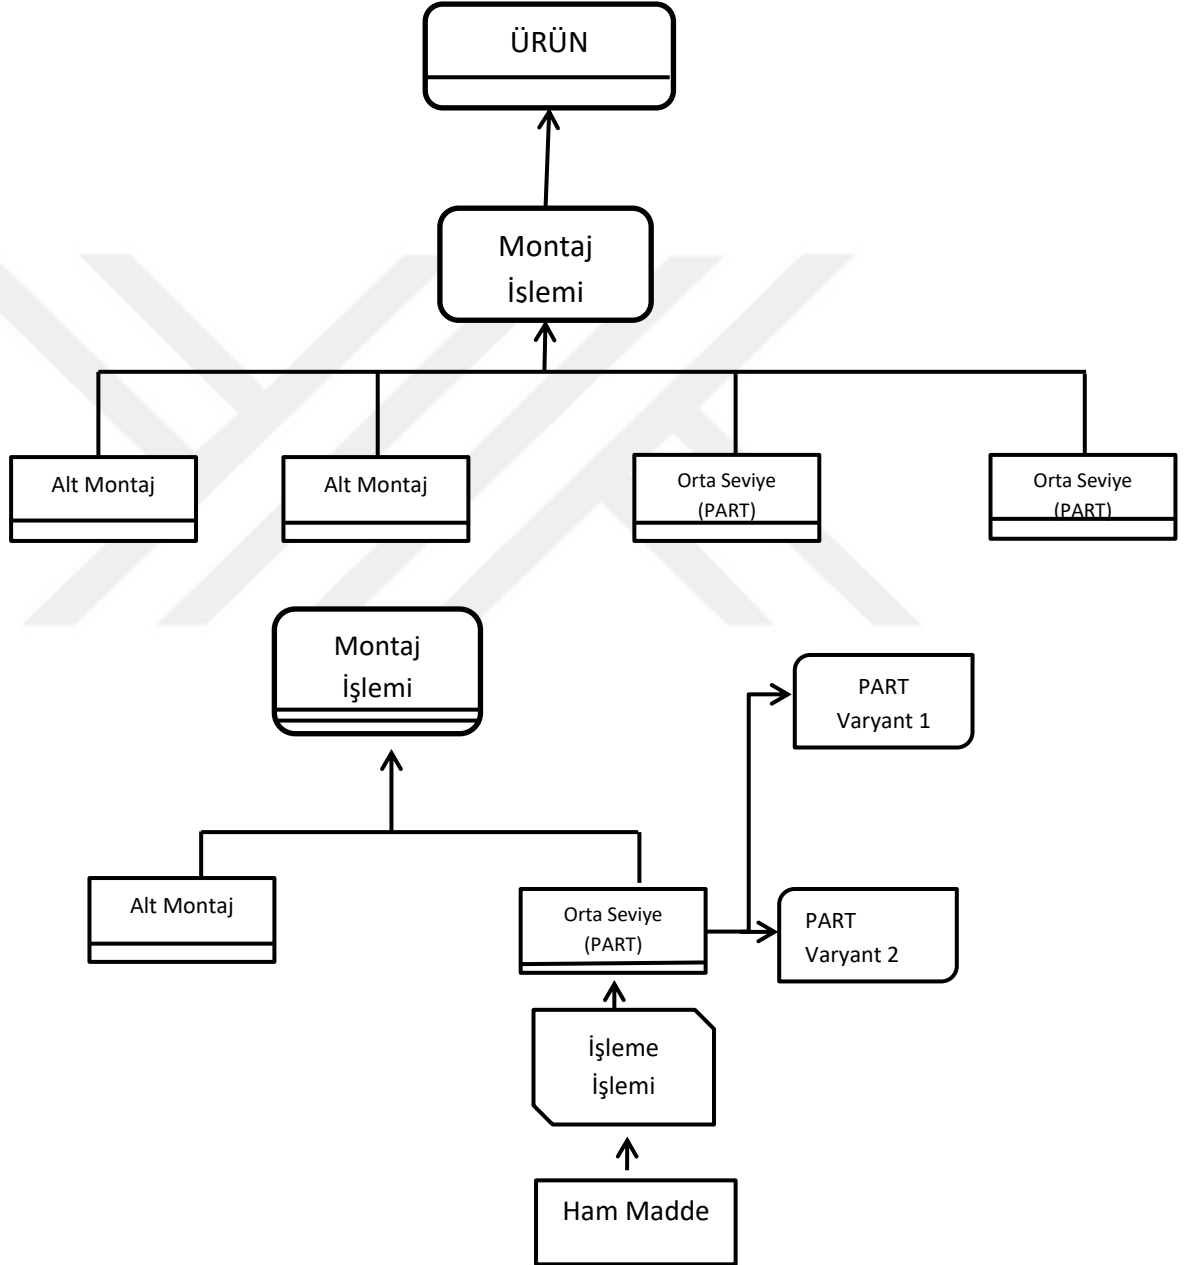 ÜRÜN
Montaj
İslemi
Alt Montaj
Alt Montaj
Orta Seviye
(PART)
Orta Seviye
(PART)
Montaj
İşlemi
PART
Varyant 1
Alt Montaj
Orta Seviye
(PART)
PART
Varyant 2
İşleme
İşlemi
Ham Madde